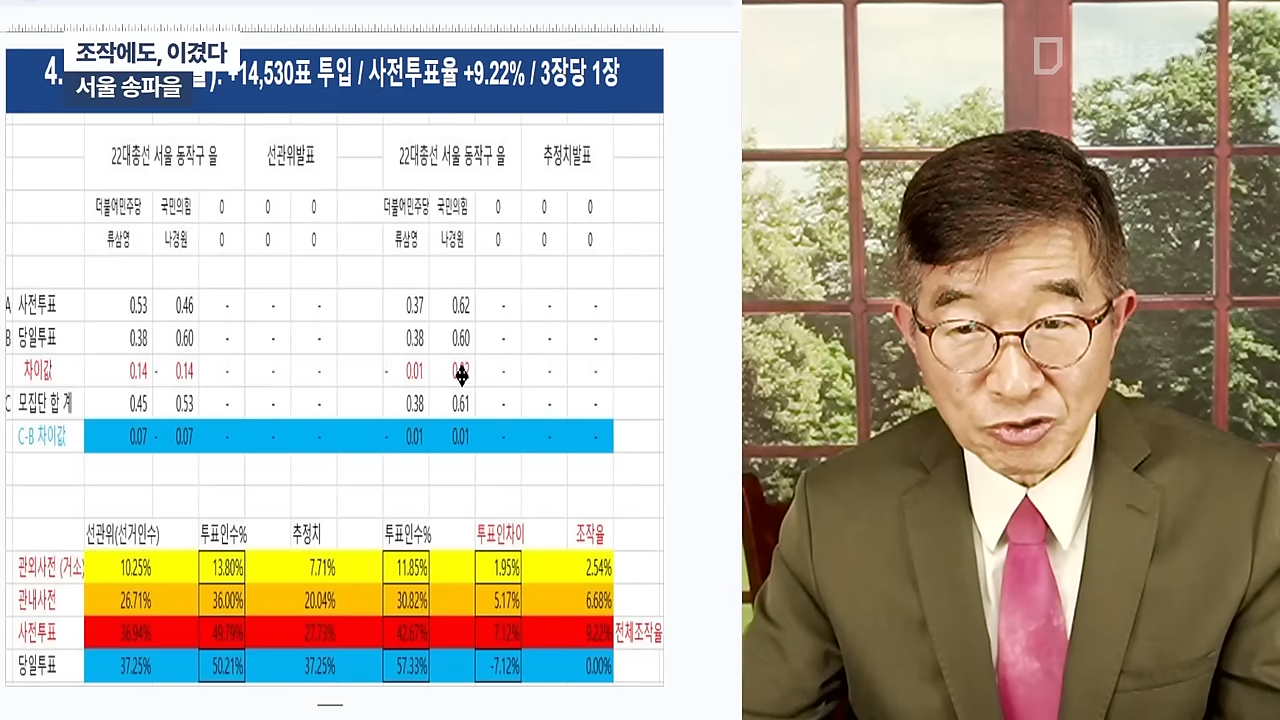 조작에도, 이겼다
서울 송파을
4. +14,530표 투입 / 사전투표율 +9.22% / 3장당 1장
22대총선 서울 동작구 을 선관위발표 22대총선 서울 동작구 을 추정치발표
더불어민주당 국민의힘 0 0 0 더불어민주당 국민의힘 0 0 0
류삼영 나경원 0 0 0 류삼영 나경원 0 0 0
A 사전투표 0.53 0.46 - - - 0.37 0.62 - - -
B 당일투표 0.38 0.60 - - - 0.38 0.60 - - -
차이값 0.14 - 0.14 - - - - 0.01 - - -
C 모집단 합 계 0.45 0.53 - - - 0.38 0.61 - - -
C-B 차이값 0.07 - 0.07 - - - - 0.01 0.01 - - -
선관위(선거인수) 투표인수% 추정치 투표인수% 투표인차이 조작율
관외사전 (거소) 10.25% 13.80% 7.71% 11.85% 1.95% 2.54%
관내사전 26.71% 36.00% 20.04% 30.82% 5.17% 6.68%
사전투표 36.94% 49.79% 27.73% 42.67% 7.12% 9.22% 전체조작율
당일투표 37.25% 50.21% 37.25% 57.33% -7.12% 0.00%